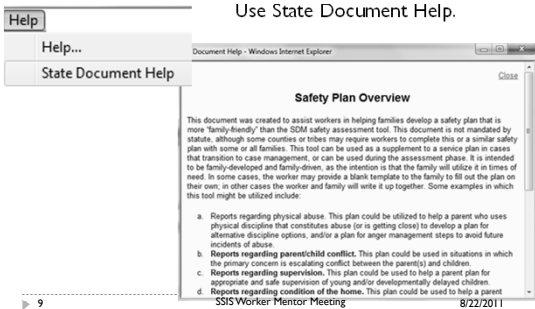 Use State Document Help.
Help
Help...
State Document Help
Document Help - Windows Internet Explorer
Close
Safety Plan Overview
This document was created to assist workers in helping families develop a safety plan that is
more "family-friendly" than the SDM safety assessment tool. This document is not mandated by
statute, although some counties or tribes may require workers to complete this or a similar safety
plan with some or all families. This tool can be used as a supplement to a service plan in cases
that transition to case management, or can be used during the assessment phase. It is intended
to be family-developed and family-driven, as the intention is that the family will utilize it in times of
need. In some cases, the worker may provide a blank template to the family to fill out the plan on
their own; in other cases the worker and family will write it up together. Some examples in which
this tool might be utilized include:
a. Reports regarding physical abuse. This plan could be utilized to help a parent who uses
physical discipline that constitutes abuse (or is getting close) to develop a plan for
alternative discipline options, and/or a plan for anger management steps to avoid future
incidents of abuse.
b. Reports regarding parent/child conflict. This plan could be used in situations in which
the primary concern is escalating conflict between the parent(s) and children.
c. Reports regarding supervision. This plan could be used to help a parent plan for
appropriate and safe supervision of young and/or developmentally delayed children.
d. Reports regarding condition of the home. This plan could be used to help a parent
9
SSIS Worker Mentor Meeting
8/22/2011